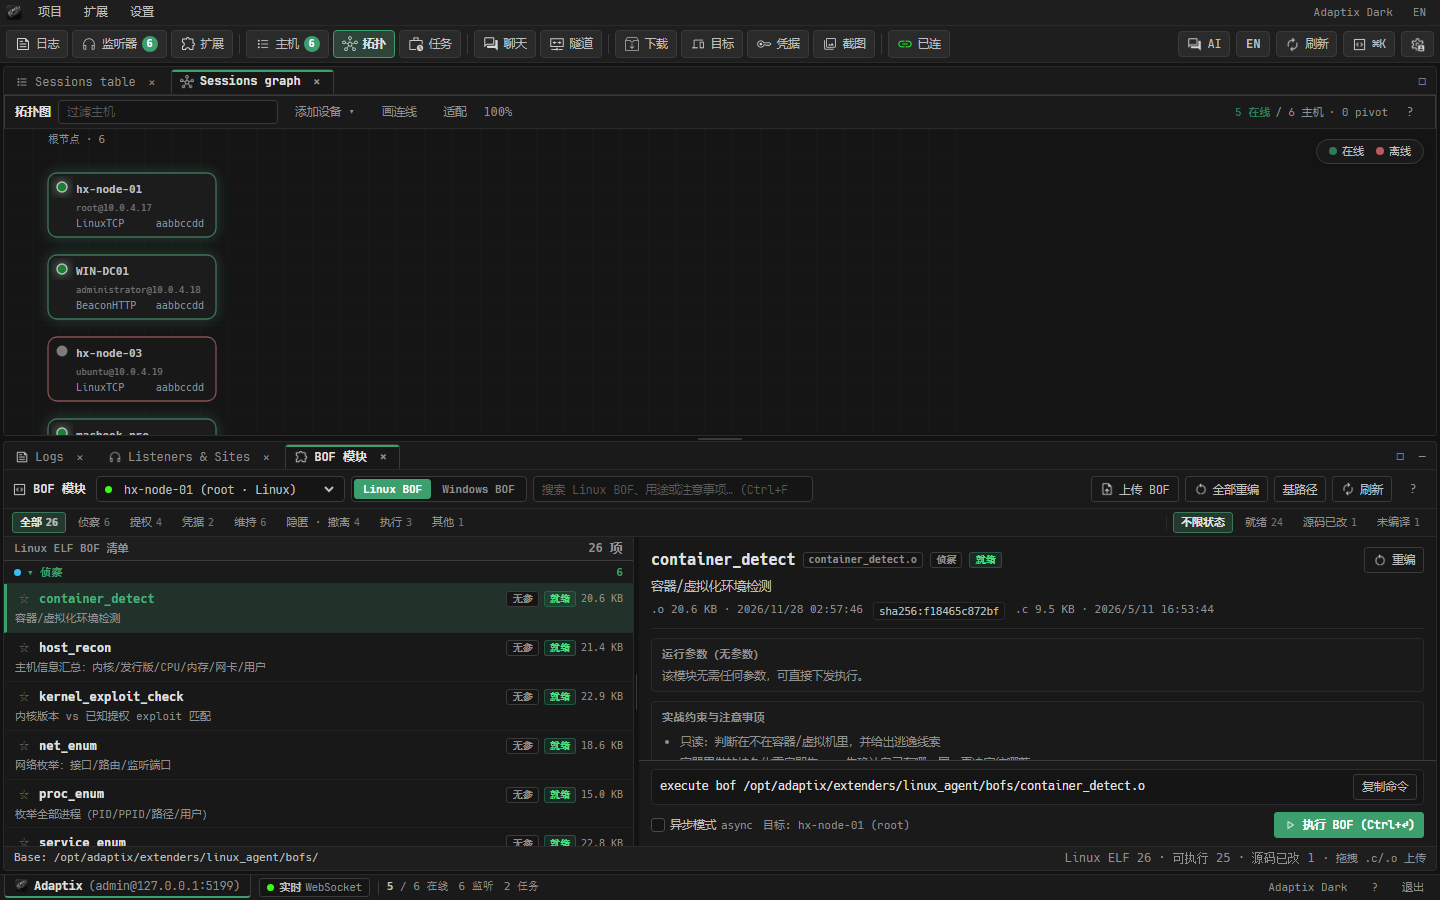 项目 扩展 设置 Adaptix Dark EN
日志 监听器 6 扩展 主机 6 拓扑 任务 聊天 隧道 下载 目标 凭据 截图 已连 AI EN 刷新 ⌘K
Sessions table × Sessions graph ×
拓扑图 过滤主机 添加设备 ▾ 画连线 适配 100% 5 在线 / 6 主机 · 0 pivot ?
根节点 · 6
在线 离线
hx-node-01
root@10.0.4.17
LinuxTCP aabbccdd
WIN-DC01
administrator@10.0.4.18
BeaconHTTP aabbccdd
hx-node-03
ubuntu@10.0.4.19
LinuxTCP aabbccdd
macbook-pro
Logs × Listeners & Sites × BOF 模块 ×
BOF 模块 hx-node-01 (root · Linux) Linux BOF Windows BOF 搜索 Linux BOF、用途或注意事项… (Ctrl+F 上传 BOF 全部重编 基路径 刷新 ?
全部 26 侦察 6 提权 4 凭据 2 维持 6 隐匿 · 撤离 4 执行 3 其他 1 不限状态 就绪 24 源码已改 1 未编译 1
Linux ELF BOF 清单 26 项
▾ 侦察 6
☆ container_detect 无参 就绪 20.6 KB
容器/虚拟化环境检测
☆ host_recon 无参 就绪 21.4 KB
主机信息汇总: 内核/发行版/CPU/内存/网卡/用户
☆ kernel_exploit_check 无参 就绪 22.9 KB
内核版本 vs 已知提权 exploit 匹配
☆ net_enum 无参 就绪 18.6 KB
网络枚举: 接口/路由/监听端口
☆ proc_enum 无参 就绪 15.0 KB
枚举全部进程 (PID/PPID/路径/用户)
☆ service_enum 无参 就绪 22.8 KB
container_detect container_detect.o 侦察 就绪 重编
容器/虚拟化环境检测
.o 20.6 KB · 2026/11/28 02:57:46 sha256:f18465c872bf .c 9.5 KB · 2026/5/11 16:53:44
运行参数 (无参数)
该模块无需任何参数，可直接下发执行。
实战约束与注意事项
• 只读: 判断在不在容器/虚拟机里，并给出逃逸线索
execute bof /opt/adaptix/extenders/linux_agent/bofs/container_detect.o 复制命令
异步模式 async 目标: hx-node-01 (root) ▷ 执行 BOF (Ctrl+⏎)
Base: /opt/adaptix/extenders/linux_agent/bofs/ Linux ELF 26 · 可执行 25 · 源码已改 1 · 拖拽 .c/.o 上传
Adaptix (admin@127.0.0.1:5199) 实时 WebSocket 5 / 6 在线 6 监听 2 任务 Adaptix Dark ? 退出